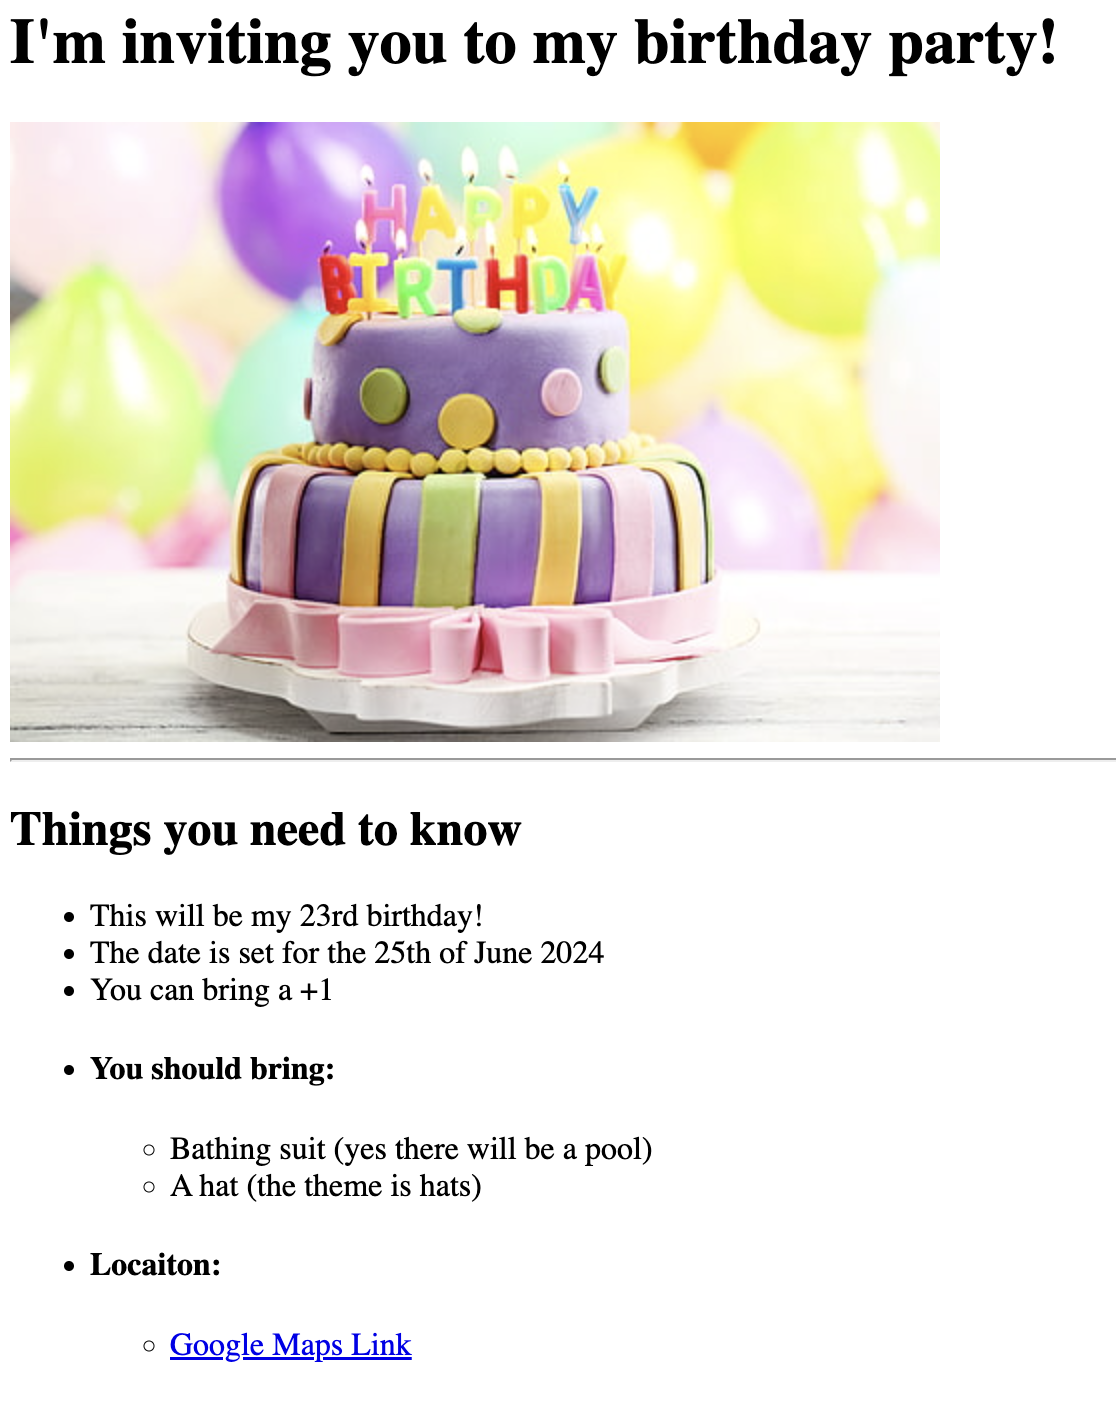 I'm inviting you to my birthday party!
HAPPY
BIRTHDAY
Things you need to know
This will be my 23rd birthday!
The date is set for the 25th of June 2024
You can bring a +1
You should bring:
Bathing suit (yes there will be a pool)
A hat (the theme is hats)
Locaiton:
Google Maps Link